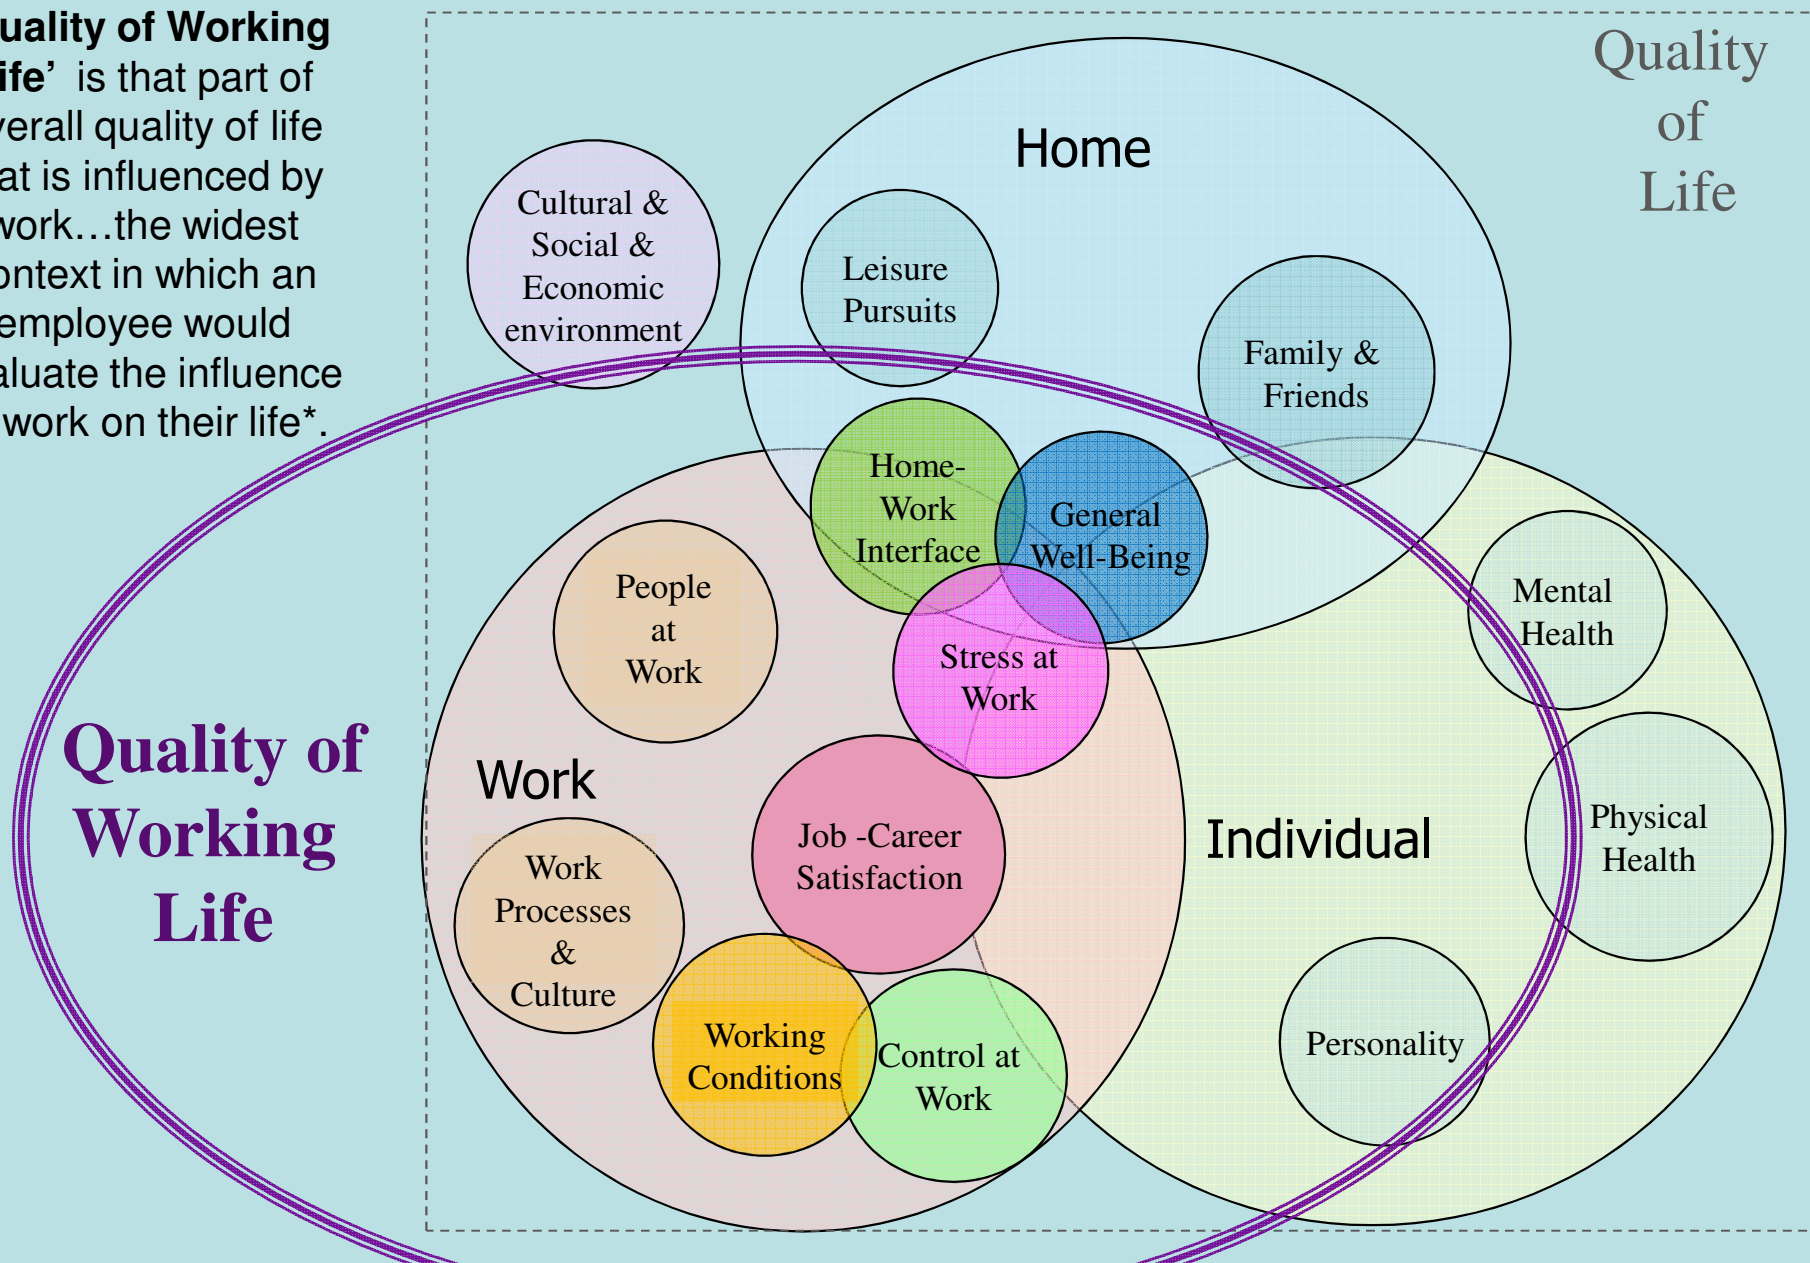 uality of Working
ife’ is that part of
verall quality of life
at is influenced by
work…the widest
ontext in which an
employee would
aluate the influence
work on their life*.
Quality
of
Life
Home
Cultural &
Social &
Economic
environment
Leisure
Pursuits
Family &
Friends
Home-
Work
Interface
General
Well-Being
People
at
Work
Stress at
Work
Mental
Health
Quality of
Working
Life
Work
Job -Career
Satisfaction
Individual
Physical
Health
Work
Processes
&
Culture
Working
Conditions
Control at
Work
Personality